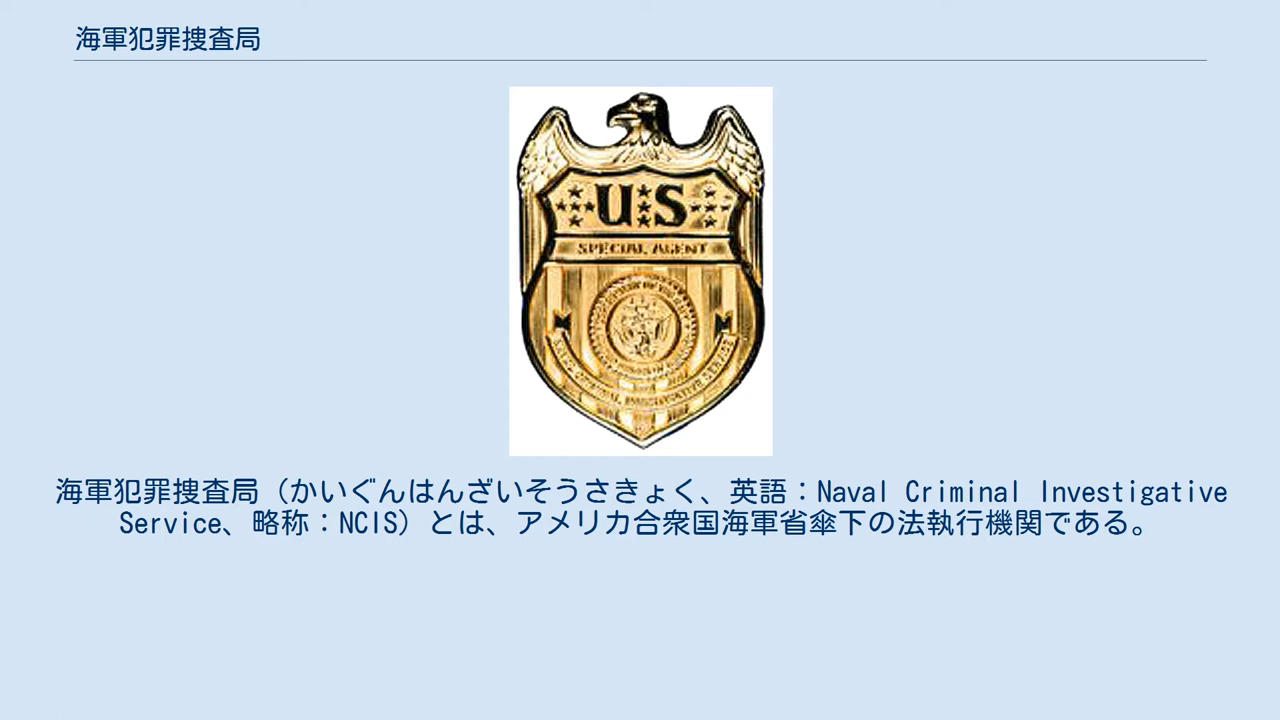 海軍犯罪捜査局
US
SPECIAL AGENT
海軍犯罪捜査局（かいぐんはんざいそうさきょく、英語：Naval Criminal Investigative
Service、略称：NCIS）とは、アメリカ合衆国海軍省傘下の法執行機関である。